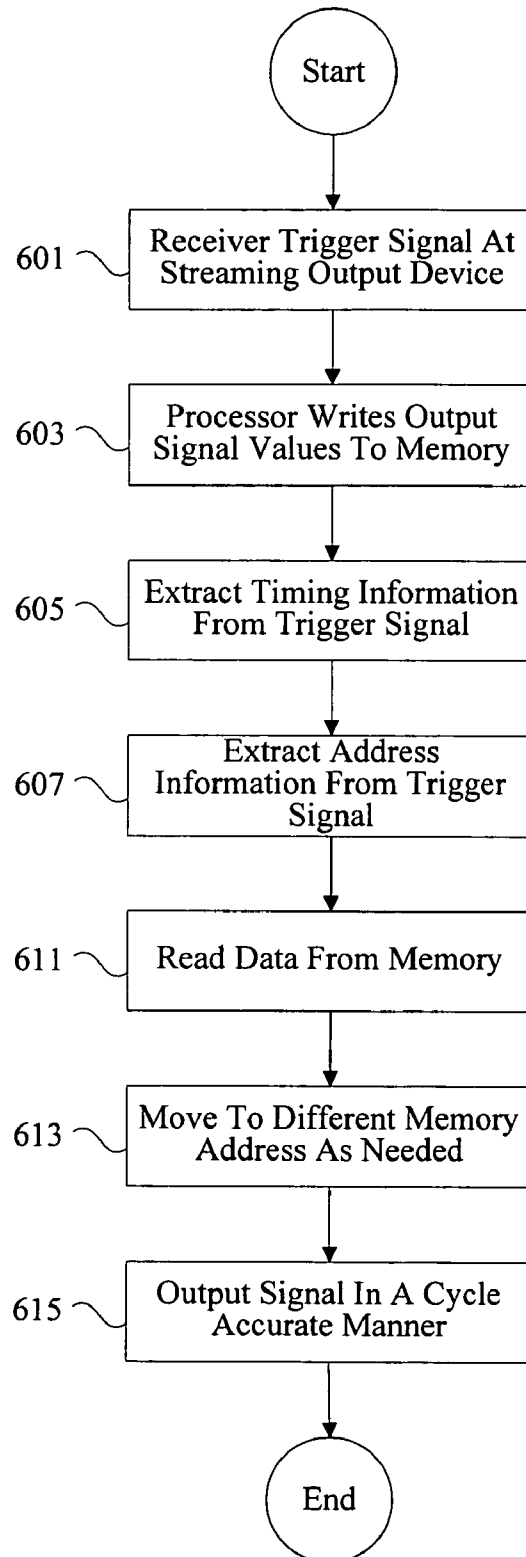 Start
601
Receiver Trigger Signal At
Streaming Output Device
603
Processor Writes Output
Signal Values To Memory
605
Extract Timing Information
From Trigger Signal
607
Extract Address
Information From Trigger
Signal
611
Read Data From Memory
613
Move To Different Memory
Address As Needed
615
Output Signal In A Cycle
Accurate Manner
End